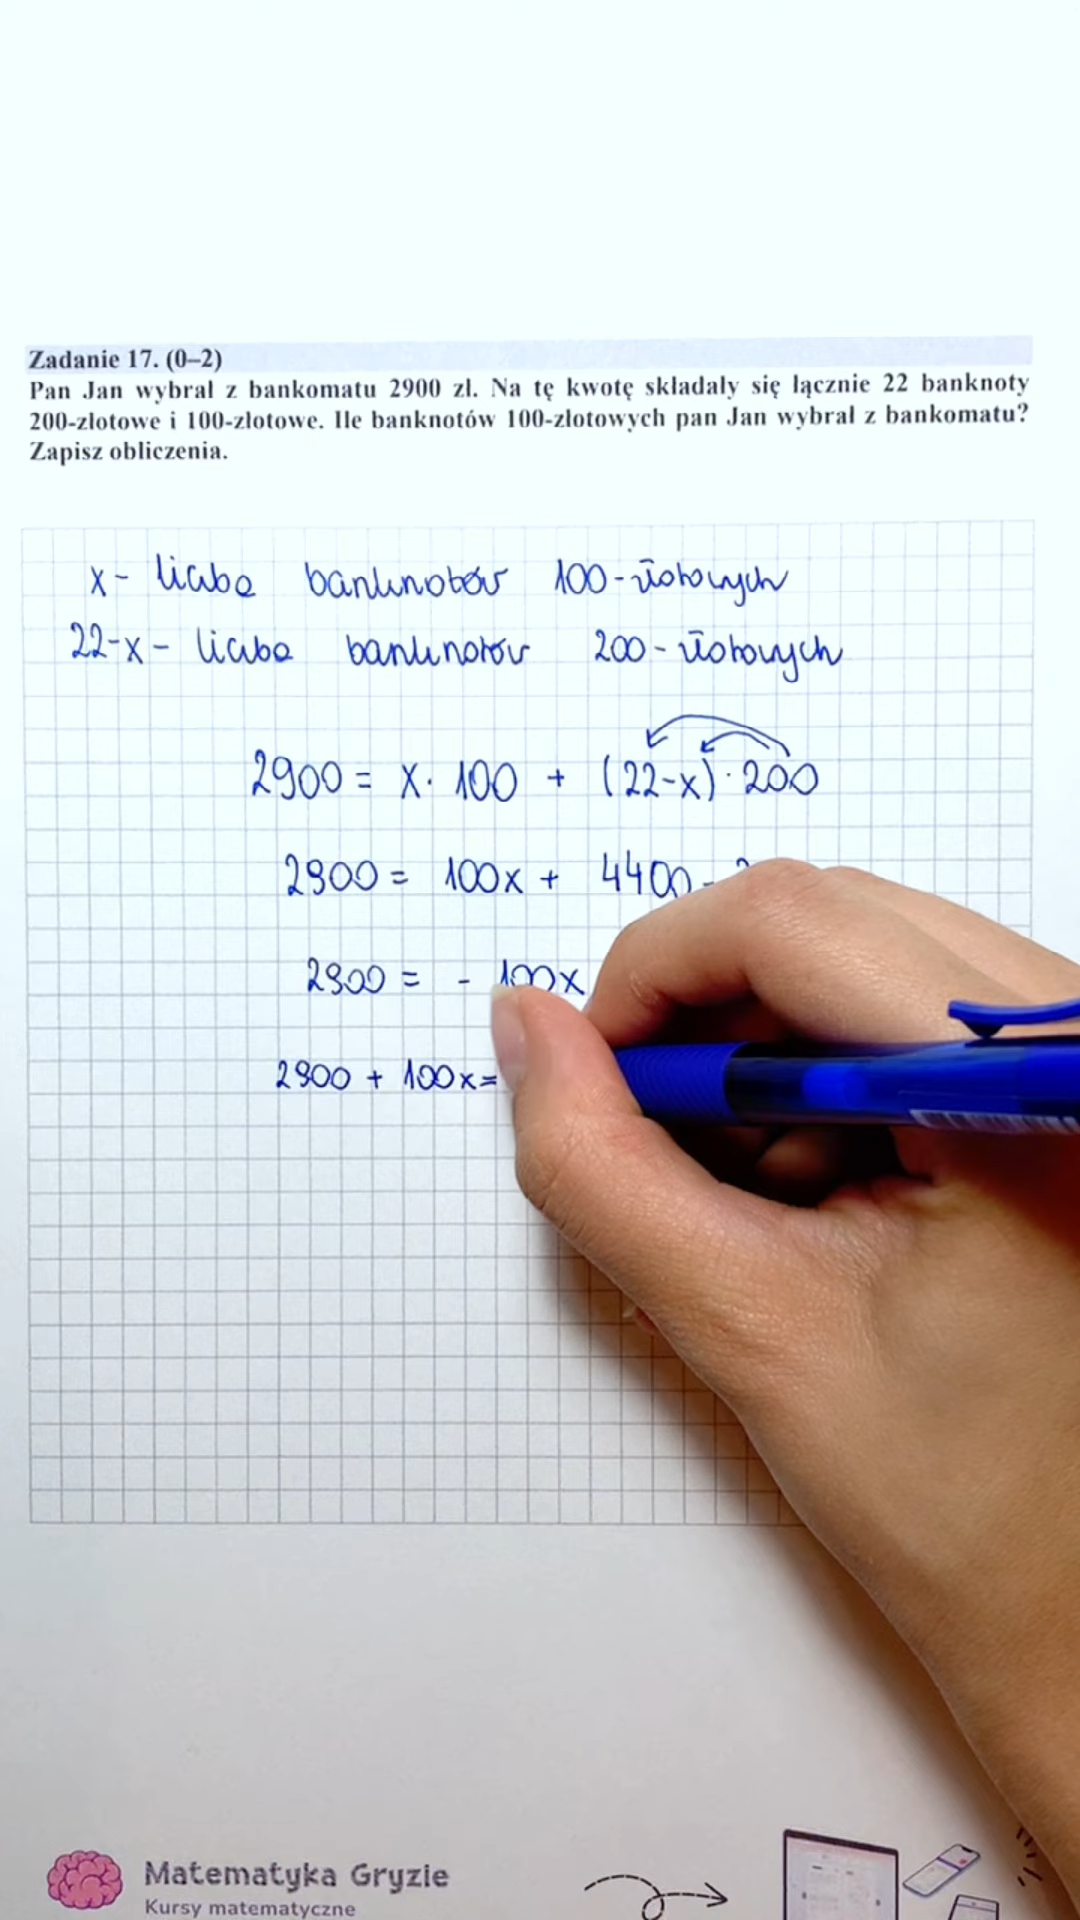 Zadanie 17. (0–2)
Pan Jan wybrał z bankomatu 2900 zł. Na tę kwotę składały się łącznie 22 banknoty
200-złotowe i 100-złotowe. Ile banknotów 100-złotowych pan Jan wybrał z bankomatu?
Zapisz obliczenia.
x - liczba banknotów 100-złotowych
22-x - liczba banknotów 200-złotowych
2900 = x · 100 + (22-x) · 200
2900 = 100x + 4400 -
2900 = - 100x
2900 + 100x =
Matematyka Gryzie
Kursy matematyczne